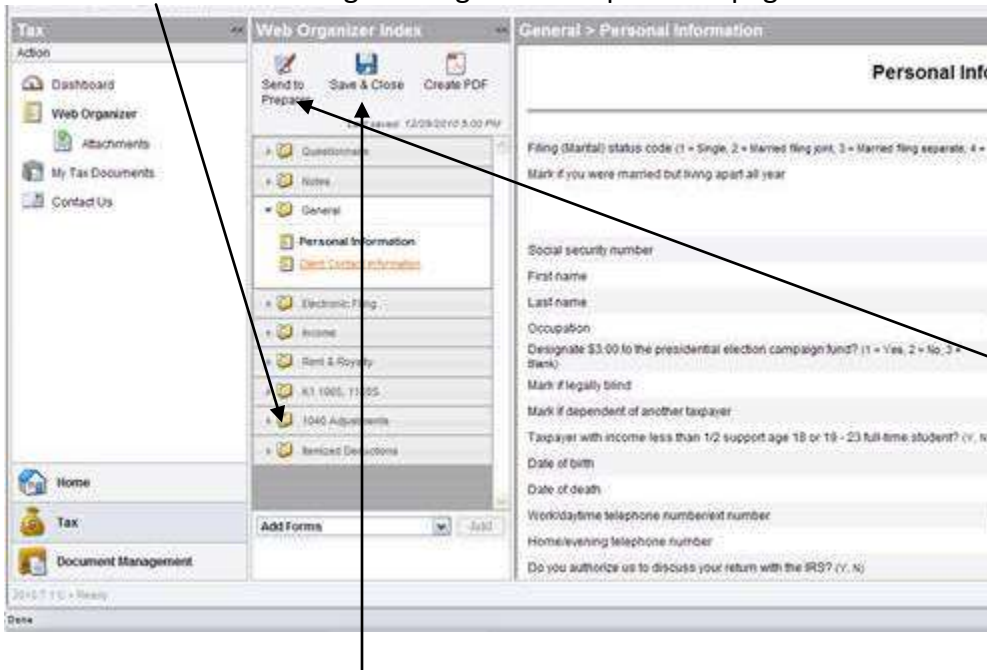 Tax
Action
Dashboard
Web Organizer
Attachments
My Tax Documents
Contact Us
Home
Tax
Document Management
Done
Web Organizer Index
Send to
Save & Close
Create PDF
Last saved: 12/29/2010 5:00 PM
Questionnaire
Notes
General
Personal Information
Client Contact Information
Electronic Filing
Income
Rent & Royalty
K1 1065, 1120S
1040 Adjustments
Itemized Deductions
Add Forms
Add
General > Personal Information
Personal
Filing (Marital) status code (1 = Single, 2 = Married filing joint, 3 = Married filing separate, 4 =
Mark if you were married but living apart all year
Social security number
First name
Last name
Occupation
Designate $3.00 to the presidential election campaign fund? (1 = Yes, 2 = No, 3 =
Blank)
Mark if legally blind
Mark if dependent of another taxpayer
Taxpayer with income less than 1/2 support age 18 or 19 - 23 full-time student? (Y, N
Date of birth
Date of death
Work/daytime telephone number/ext number
Home/evening telephone number
Do you authorize us to discuss your return with the IRS? (Y, N)